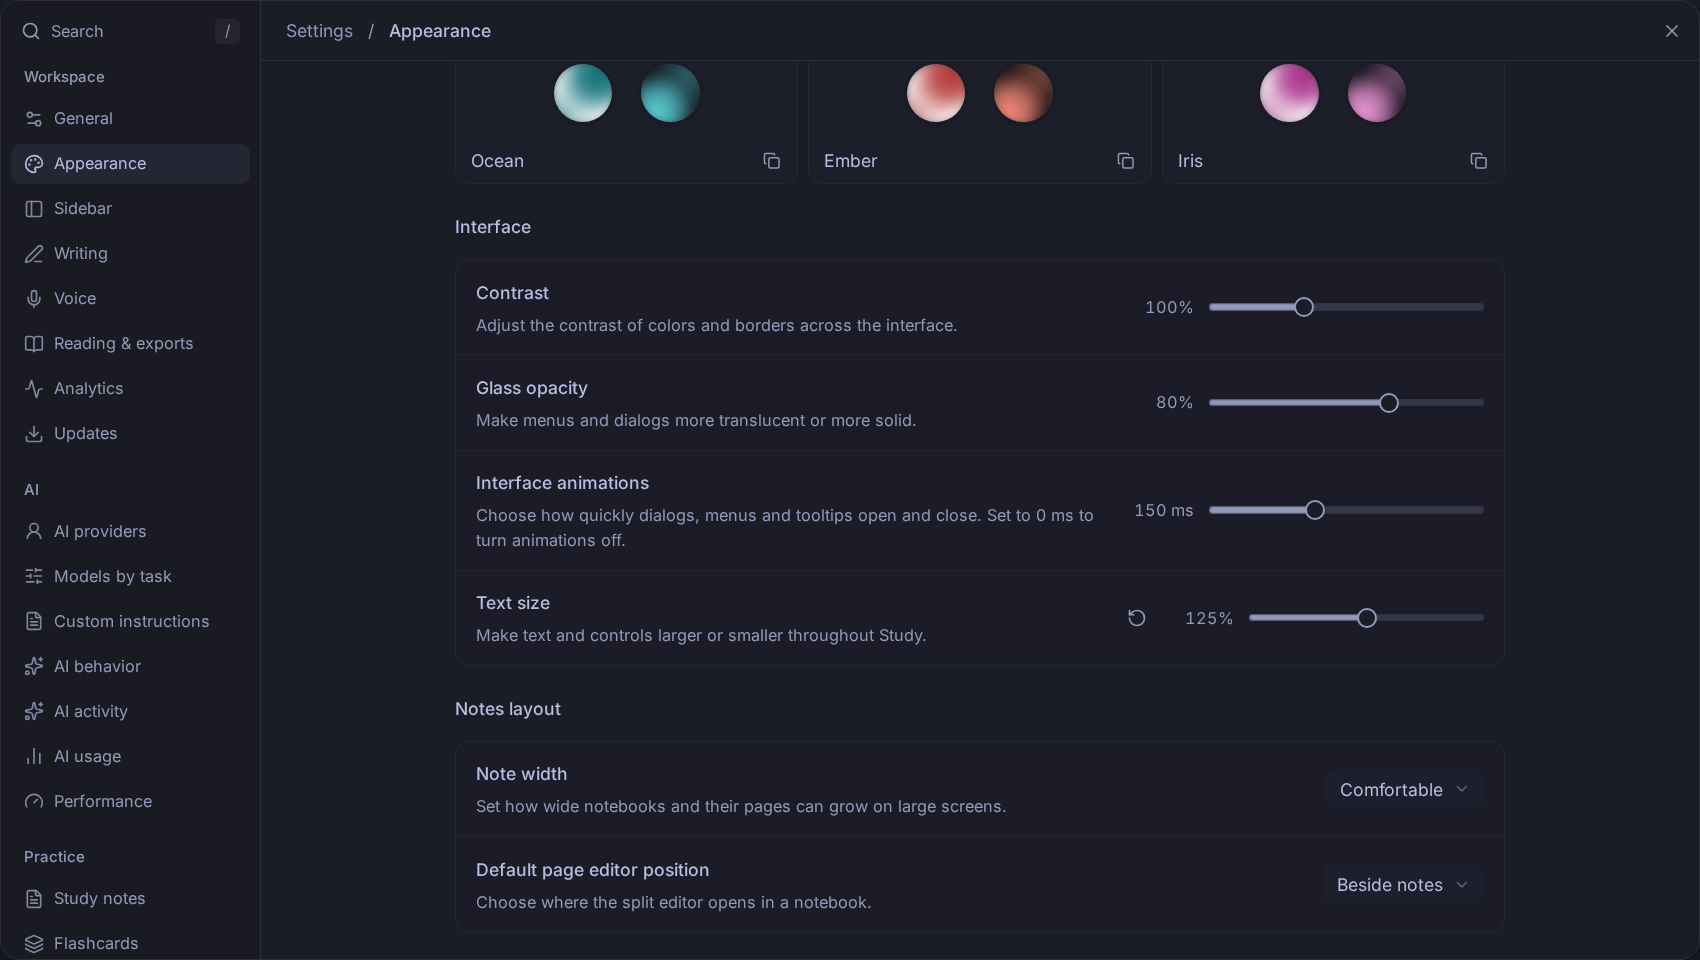 Search
/
Workspace
General
Appearance
Sidebar
Writing
Voice
Reading & exports
Analytics
Updates
AI
AI providers
Models by task
Custom instructions
AI behavior
AI activity
AI usage
Performance
Practice
Study notes
Flashcards
Settings / Appearance
Ocean
Ember
Iris
Interface
Contrast
Adjust the contrast of colors and borders across the interface.
100%
Glass opacity
Make menus and dialogs more translucent or more solid.
80%
Interface animations
Choose how quickly dialogs, menus and tooltips open and close. Set to 0 ms to
turn animations off.
150 ms
Text size
Make text and controls larger or smaller throughout Study.
125%
Notes layout
Note width
Set how wide notebooks and their pages can grow on large screens.
Comfortable
Default page editor position
Choose where the split editor opens in a notebook.
Beside notes